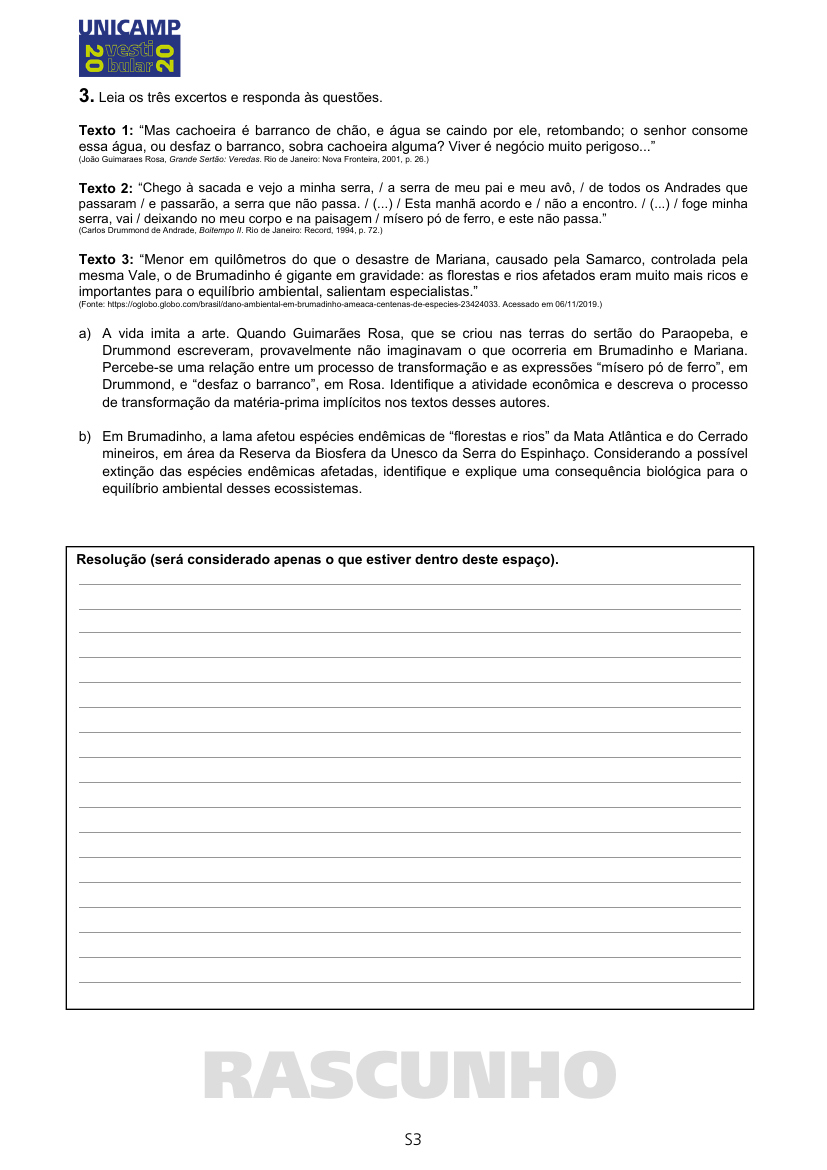 UNICAMP
20 vesti 20
bular
3. Leia os três excertos e responda às questões.
Texto 1: “Mas cachoeira é barranco de chão, e água se caindo por ele, retombando; o senhor consome
essa água, ou desfaz o barranco, sobra cachoeira alguma? Viver é negócio muito perigoso...”
(João Guimaraes Rosa, Grande Sertão: Veredas. Rio de Janeiro: Nova Fronteira, 2001, p. 26.)
Texto 2: “Chego à sacada e vejo a minha serra, / a serra de meu pai e meu avô, / de todos os Andrades que
passaram / e passarão, a serra que não passa. / (...) / Esta manhã acordo e / não a encontro. / (...) / foge minha
serra, vai / deixando no meu corpo e na paisagem / mísero pó de ferro, e este não passa.”
(Carlos Drummond de Andrade, Boitempo II. Rio de Janeiro: Record, 1994, p. 72.)
Texto 3: “Menor em quilômetros do que o desastre de Mariana, causado pela Samarco, controlada pela
mesma Vale, o de Brumadinho é gigante em gravidade: as florestas e rios afetados eram muito mais ricos e
importantes para o equilíbrio ambiental, salientam especialistas.”
(Fonte: https://oglobo.globo.com/brasil/dano-ambiental-em-brumadinho-ameaca-centenas-de-especies-23424033. Acessado em 06/11/2019.)
a) A vida imita a arte. Quando Guimarães Rosa, que se criou nas terras do sertão do Paraopeba, e
Drummond escreveram, provavelmente não imaginavam o que ocorreria em Brumadinho e Mariana.
Percebe-se uma relação entre um processo de transformação e as expressões “mísero pó de ferro”, em
Drummond, e “desfaz o barranco”, em Rosa. Identifique a atividade econômica e descreva o processo
de transformação da matéria-prima implícitos nos textos desses autores.
b) Em Brumadinho, a lama afetou espécies endêmicas de “florestas e rios” da Mata Atlântica e do Cerrado
mineiros, em área da Reserva da Biosfera da Unesco da Serra do Espinhaço. Considerando a possível
extinção das espécies endêmicas afetadas, identifique e explique uma consequência biológica para o
equilíbrio ambiental desses ecossistemas.
Resolução (será considerado apenas o que estiver dentro deste espaço).
RASCUNHO
S3